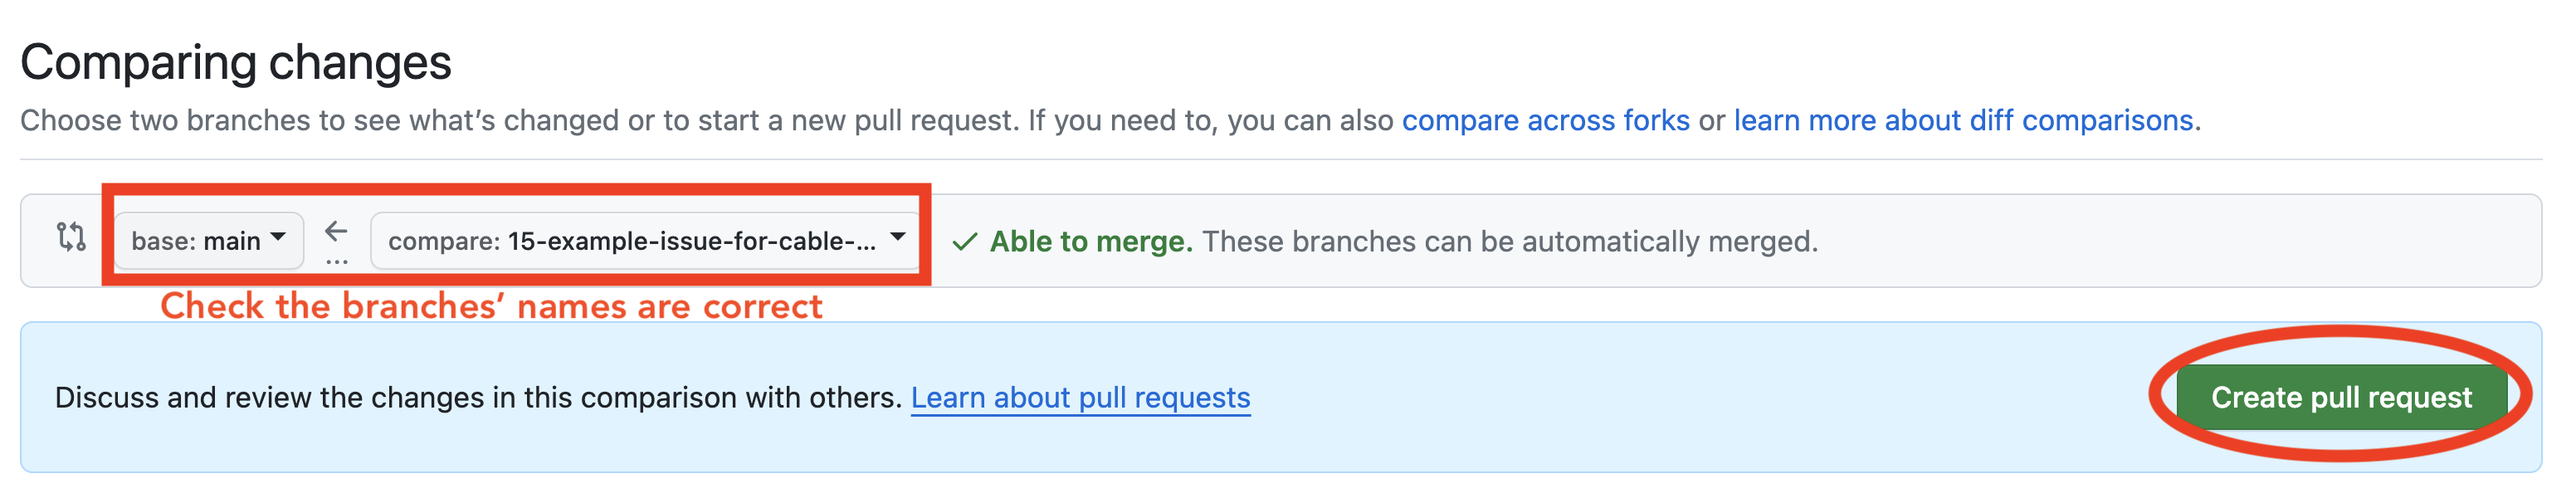 Comparing changes
Choose two branches to see what’s changed or to start a new pull request. If you need to, you can also compare across forks or learn more about diff comparisons.
base: main ← compare: 15-example-issue-for-cable-... ✓ Able to merge. These branches can be automatically merged.
...
Check the branches’ names are correct
Discuss and review the changes in this comparison with others. Learn about pull requests Create pull request